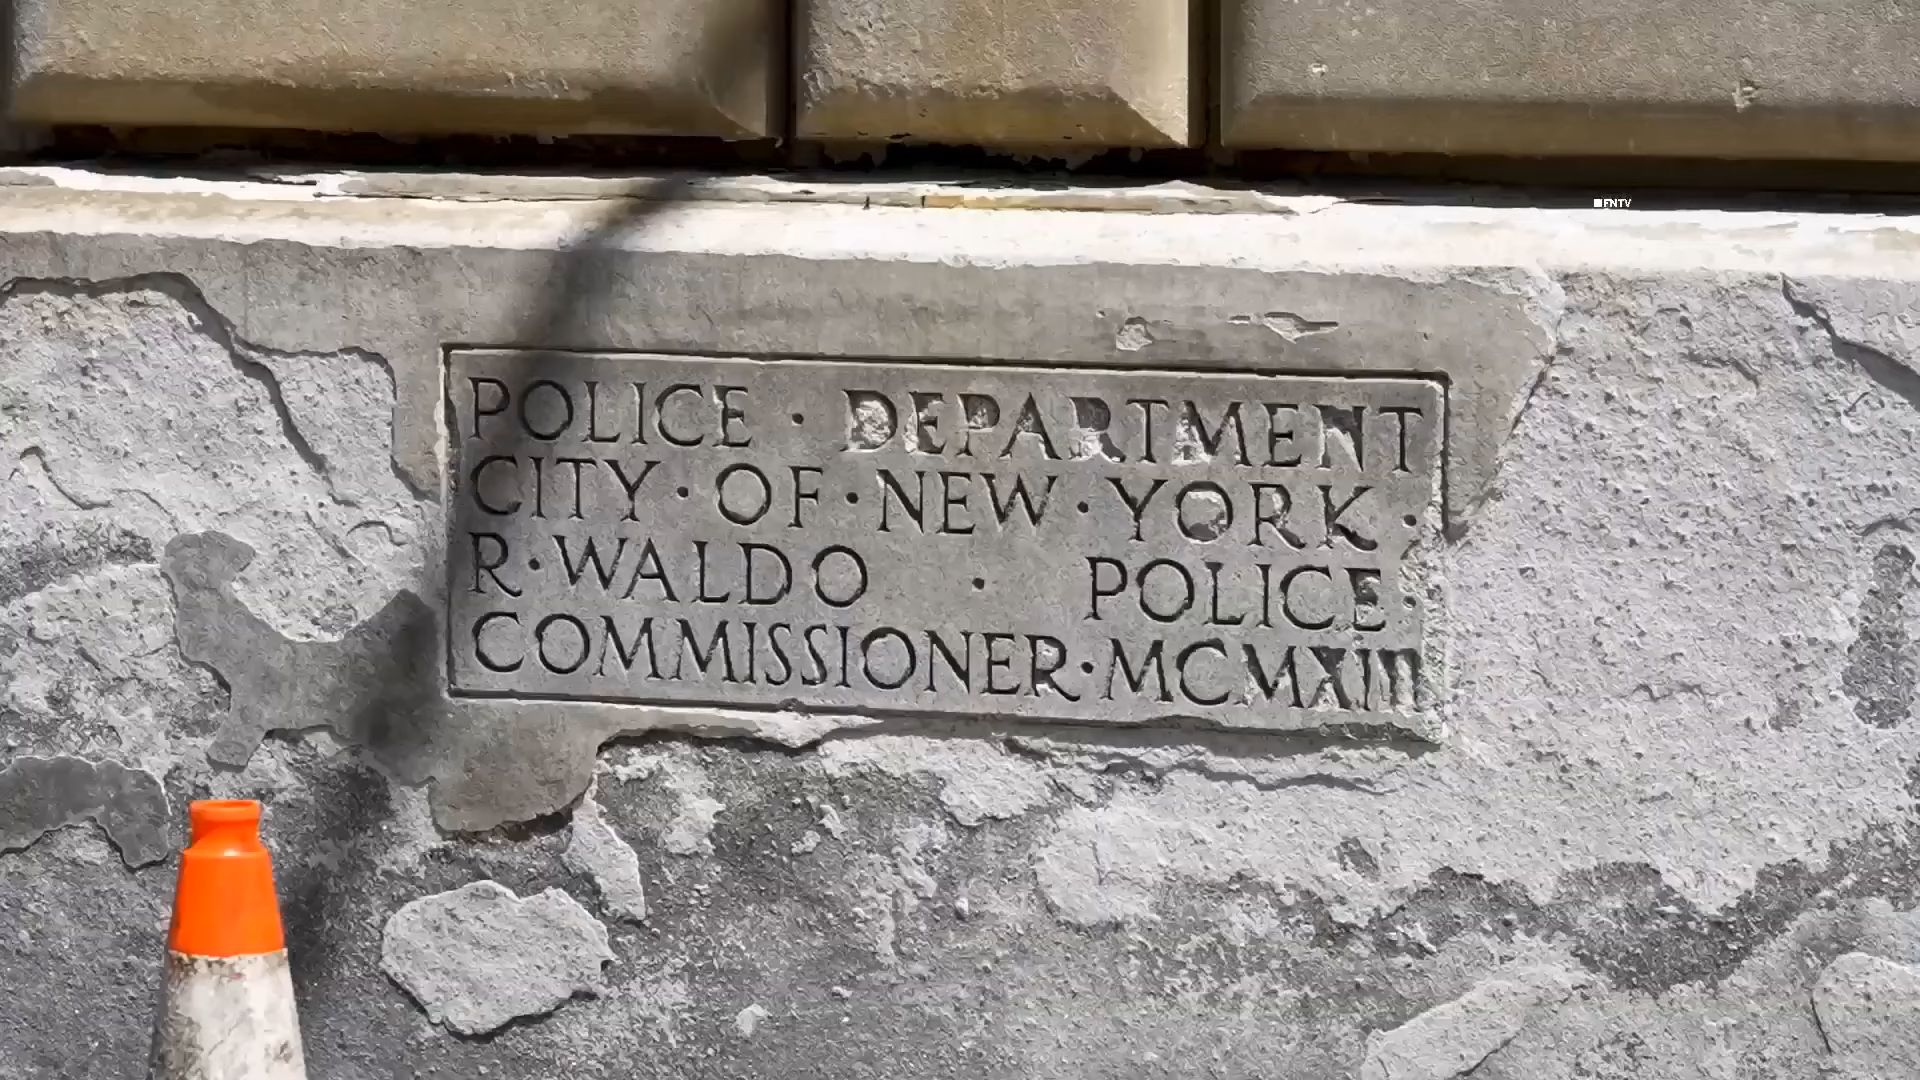 FNTV
POLICE · DEPARTMENT
CITY · OF · NEW · YORK ·
R · WALDO · POLICE ·
COMMISSIONER · MCMXIII